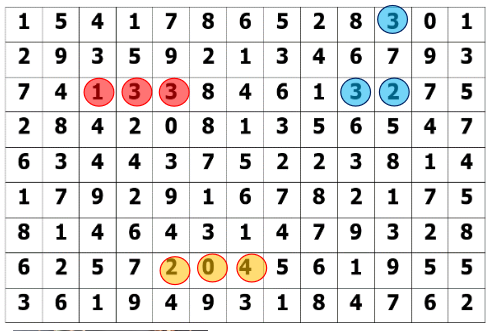 1 5 4 1 7 8 6 5 2 8 3 0 1
2 9 3 5 9 2 1 3 4 6 7 9 3
7 4 1 3 3 8 4 6 1 3 2 7 5
2 8 4 2 0 8 1 3 5 6 5 4 7
6 3 4 4 3 7 5 2 2 3 8 1 4
1 7 9 2 9 1 6 7 8 2 1 7 5
8 1 4 6 4 3 1 4 7 9 3 2 8
6 2 5 7 2 0 4 5 6 1 9 5 5
3 6 1 9 4 9 3 1 8 4 7 6 2